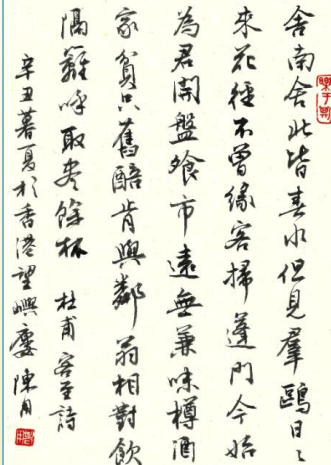 舍南舍北皆春水但見羣鷗日〻
來花徑不曾緣客掃蓬門今始
為君開盤飧市遠無兼味樽酒
家貧只舊醅肯與鄰翁相對飲
隔籬呼取盡餘杯 杜甫 客至詩
辛丑暮夏於香港望嶼廔 陳用